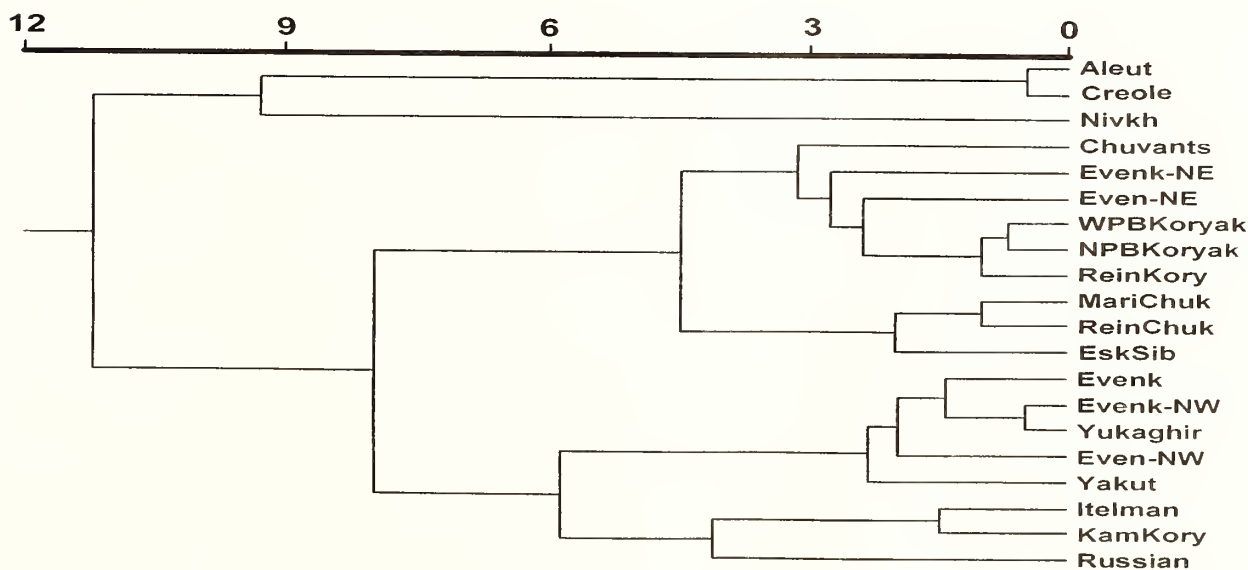 12 9 6 3 0
Aleut
Creole
Nivkh
Chuvants
Evenk-NE
Even-NE
WPBKoryak
NPBKoryak
ReinKory
MariChuk
ReinChuk
EskSib
Evenk
Evenk-NW
Yukaghir
Even-NW
Yakut
Itelman
KamKory
Russian